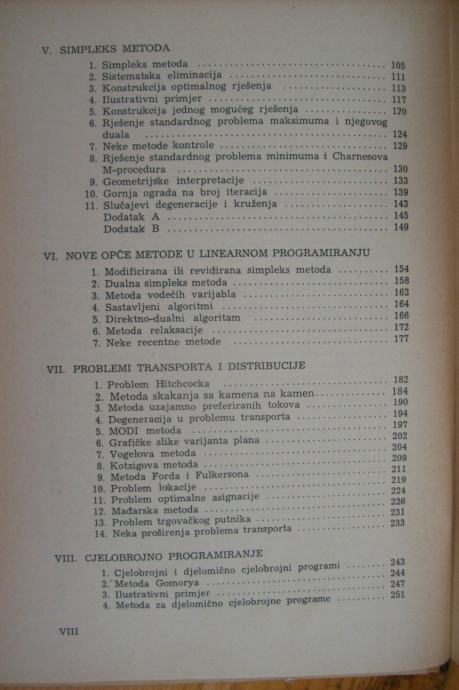 V. SIMPLEKS METODA
1. Simpleks metoda 105
2. Sistematska eliminacija 111
3. Konstrukcija optimalnog rješenja 113
4. Ilustrativni primjer 117
5. Konstrukcija jednog mogućeg rješenja 120
6. Rješenje standardnog problema maksimuma i njegovog
duala 124
7. Neke metode kontrole 129
8. Rješenje standardnog problema minimuma i Charnesova
M-procedura 130
9. Geometrijske interpretacije 133
10. Gornja ograda na broj iteracija 139
11. Slučajevi degeneracije i kruženja 143
Dodatak A 145
Dodatak B 149
VI. NOVE OPĆE METODE U LINEARNOM PROGRAMIRANJU
1. Modificirana ili revidirana simpleks metoda 154
2. Dualna simpleks metoda 158
3. Metoda vodećih varijabla 162
4. Sastavljeni algoritmi 164
5. Direktno-dualni algoritam 166
6. Metoda relaksacije 172
7. Neke recentne metode 177
VII. PROBLEMI TRANSPORTA I DISTRIBUCIJE
1. Problem Hitchcocka 182
2. Metoda skakanja sa kamena na kamen 184
3. Metoda uzajamno preferiranih tokova 190
4. Degeneracija u problemu transporta 194
5. MODI metoda 197
6. Grafičke slike varijanta plana 202
7. Vogelova metoda 204
8. Kotzigova metoda 209
9. Metoda Forda i Fulkersona 211
10. Problem lokacije 219
11. Problem optimalne asignacije 224
12. Mađarska metoda 226
13. Problem trgovačkog putnika 231
14. Neka proširenja problema transporta 233
VIII. CJELOBROJNO PROGRAMIRANJE
1. Cjelobrojni i djelomično cjelobrojni programi 243
2. Metoda Gomorya 244
3. Ilustrativni primjer 247
4. Metoda za djelomično cjelobrojne programe 251
VIII